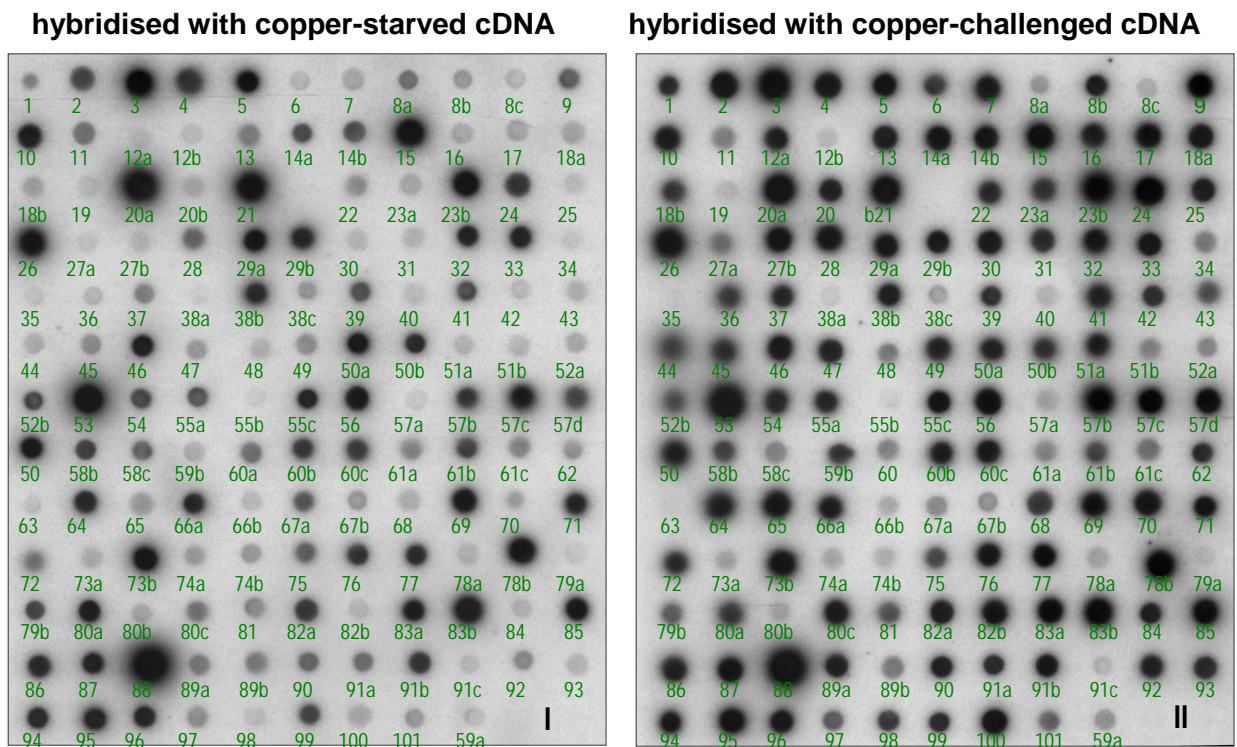 hybridised with copper-starved cDNA
1 2 3 4 5 6 7 8a 8b 8c 9
10 11 12a 12b 13 14a 14b 15 16 17 18a
18b 19 20a 20b 21 22 23a 23b 24 25
26 27a 27b 28 29a 29b 30 31 32 33 34
35 36 37 38a 38b 38c 39 40 41 42 43
44 45 46 47 48 49 50a 50b 51a 51b 52a
52b 53 54 55a 55b 55c 56 57a 57b 57c 57d
50 58b 58c 59b 60a 60b 60c 61a 61b 61c 62
63 64 65 66a 66b 67a 67b 68 69 70 71
72 73a 73b 74a 74b 75 76 77 78a 78b 79a
79b 80a 80b 80c 81 82a 82b 83a 83b 84 85
86 87 88 89a 89b 90 91a 91b 91c 92 93
94 95 96 97 98 99 100 101 59a
I
hybridised with copper-challenged cDNA
1 2 3 4 5 6 7 8a 8b 8c 9
10 11 12a 12b 13 14a 14b 15 16 17 18a
18b 19 20a 20 b21 22 23a 23b 24 25
26 27a 27b 28 29a 29b 30 31 32 33 34
35 36 37 38a 38b 38c 39 40 41 42 43
44 45 46 47 48 49 50a 50b 51a 51b 52a
52b 53 54 55a 55b 55c 56 57a 57b 57c 57d
50 58b 58c 59b 60 60b 60c 61a 61b 61c 62
63 64 65 66a 66b 67a 67b 68 69 70 71
72 73a 73b 74a 74b 75 76 77 78a 78b 79a
79b 80a 80b 80c 81 82a 82b 83a 83b 84 85
86 87 88 89a 89b 90 91a 91b 91c 92 93
94 95 96 97 98 99 100 101 59a
II